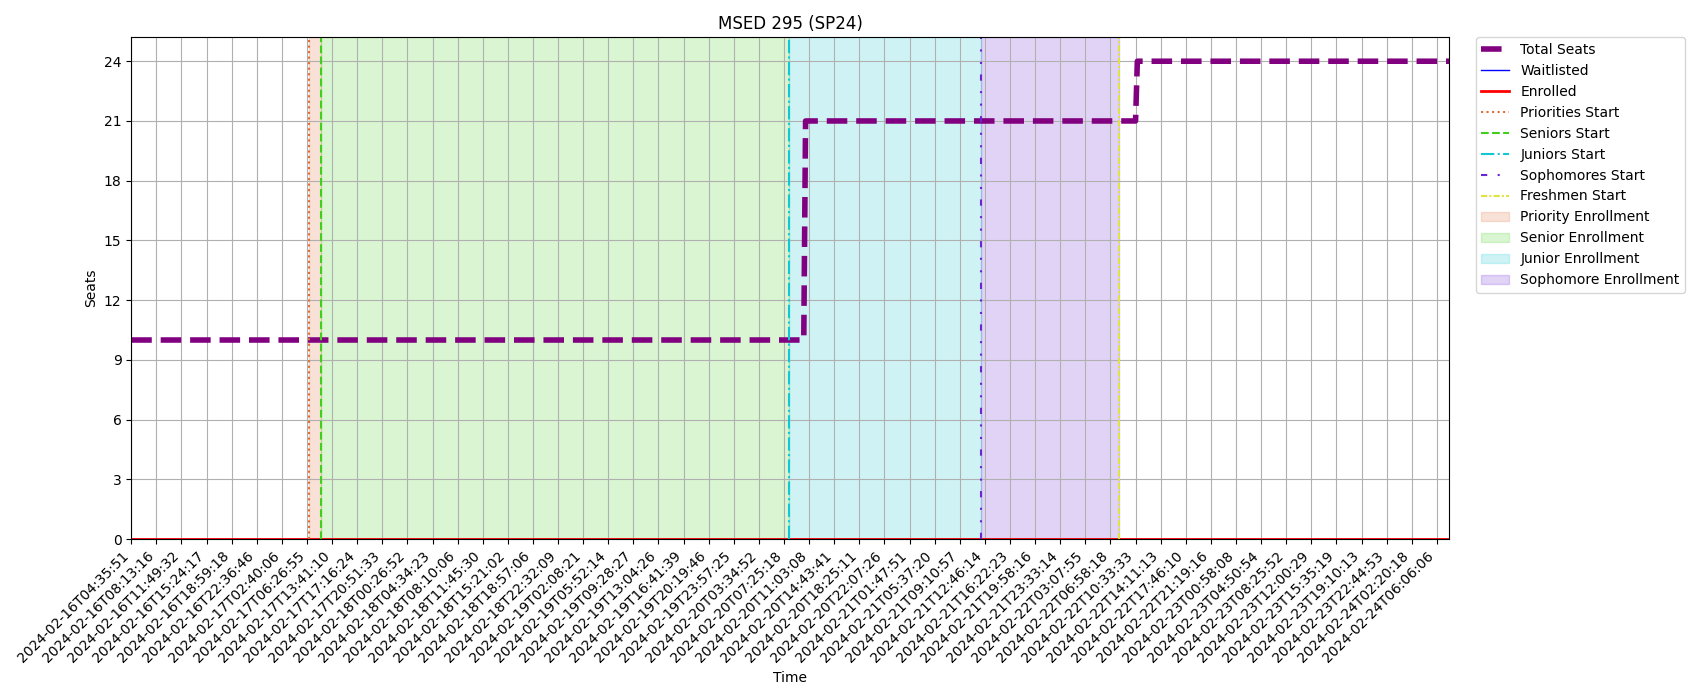 MSED 295 (SP24)
Seats
24
21
18
15
12
9
6
3
0
Total Seats
Waitlisted
Enrolled
Priorities Start
Seniors Start
Juniors Start
Sophomores Start
Freshmen Start
Priority Enrollment
Senior Enrollment
Junior Enrollment
Sophomore Enrollment
2024-02-16T04:35:51
2024-02-16T08:13:16
2024-02-16T11:49:32
2024-02-16T15:24:17
2024-02-16T18:59:18
2024-02-16T22:36:46
2024-02-17T02:40:06
2024-02-17T06:26:55
2024-02-17T13:41:10
2024-02-17T17:16:24
2024-02-17T20:51:33
2024-02-18T00:26:52
2024-02-18T04:34:23
2024-02-18T08:10:06
2024-02-18T11:45:30
2024-02-18T15:21:02
2024-02-18T18:57:06
2024-02-18T22:32:09
2024-02-19T02:08:21
2024-02-19T05:52:14
2024-02-19T09:28:27
2024-02-19T13:04:26
2024-02-19T16:41:39
2024-02-19T20:19:46
2024-02-19T23:57:25
2024-02-20T03:34:52
2024-02-20T07:25:18
2024-02-20T11:03:08
2024-02-20T14:43:41
2024-02-20T18:25:11
2024-02-20T22:07:26
2024-02-21T01:47:51
2024-02-21T05:37:20
2024-02-21T09:10:57
2024-02-21T12:46:14
2024-02-21T16:22:23
2024-02-21T19:58:16
2024-02-21T23:33:14
2024-02-22T03:07:55
2024-02-22T06:58:18
2024-02-22T10:33:33
2024-02-22T14:11:13
2024-02-22T17:46:10
2024-02-22T21:19:16
2024-02-23T00:58:08
2024-02-23T04:50:54
2024-02-23T08:25:52
2024-02-23T12:00:29
2024-02-23T15:35:19
2024-02-23T19:10:13
2024-02-23T22:44:53
2024-02-24T02:20:18
2024-02-24T06:06:06
Time